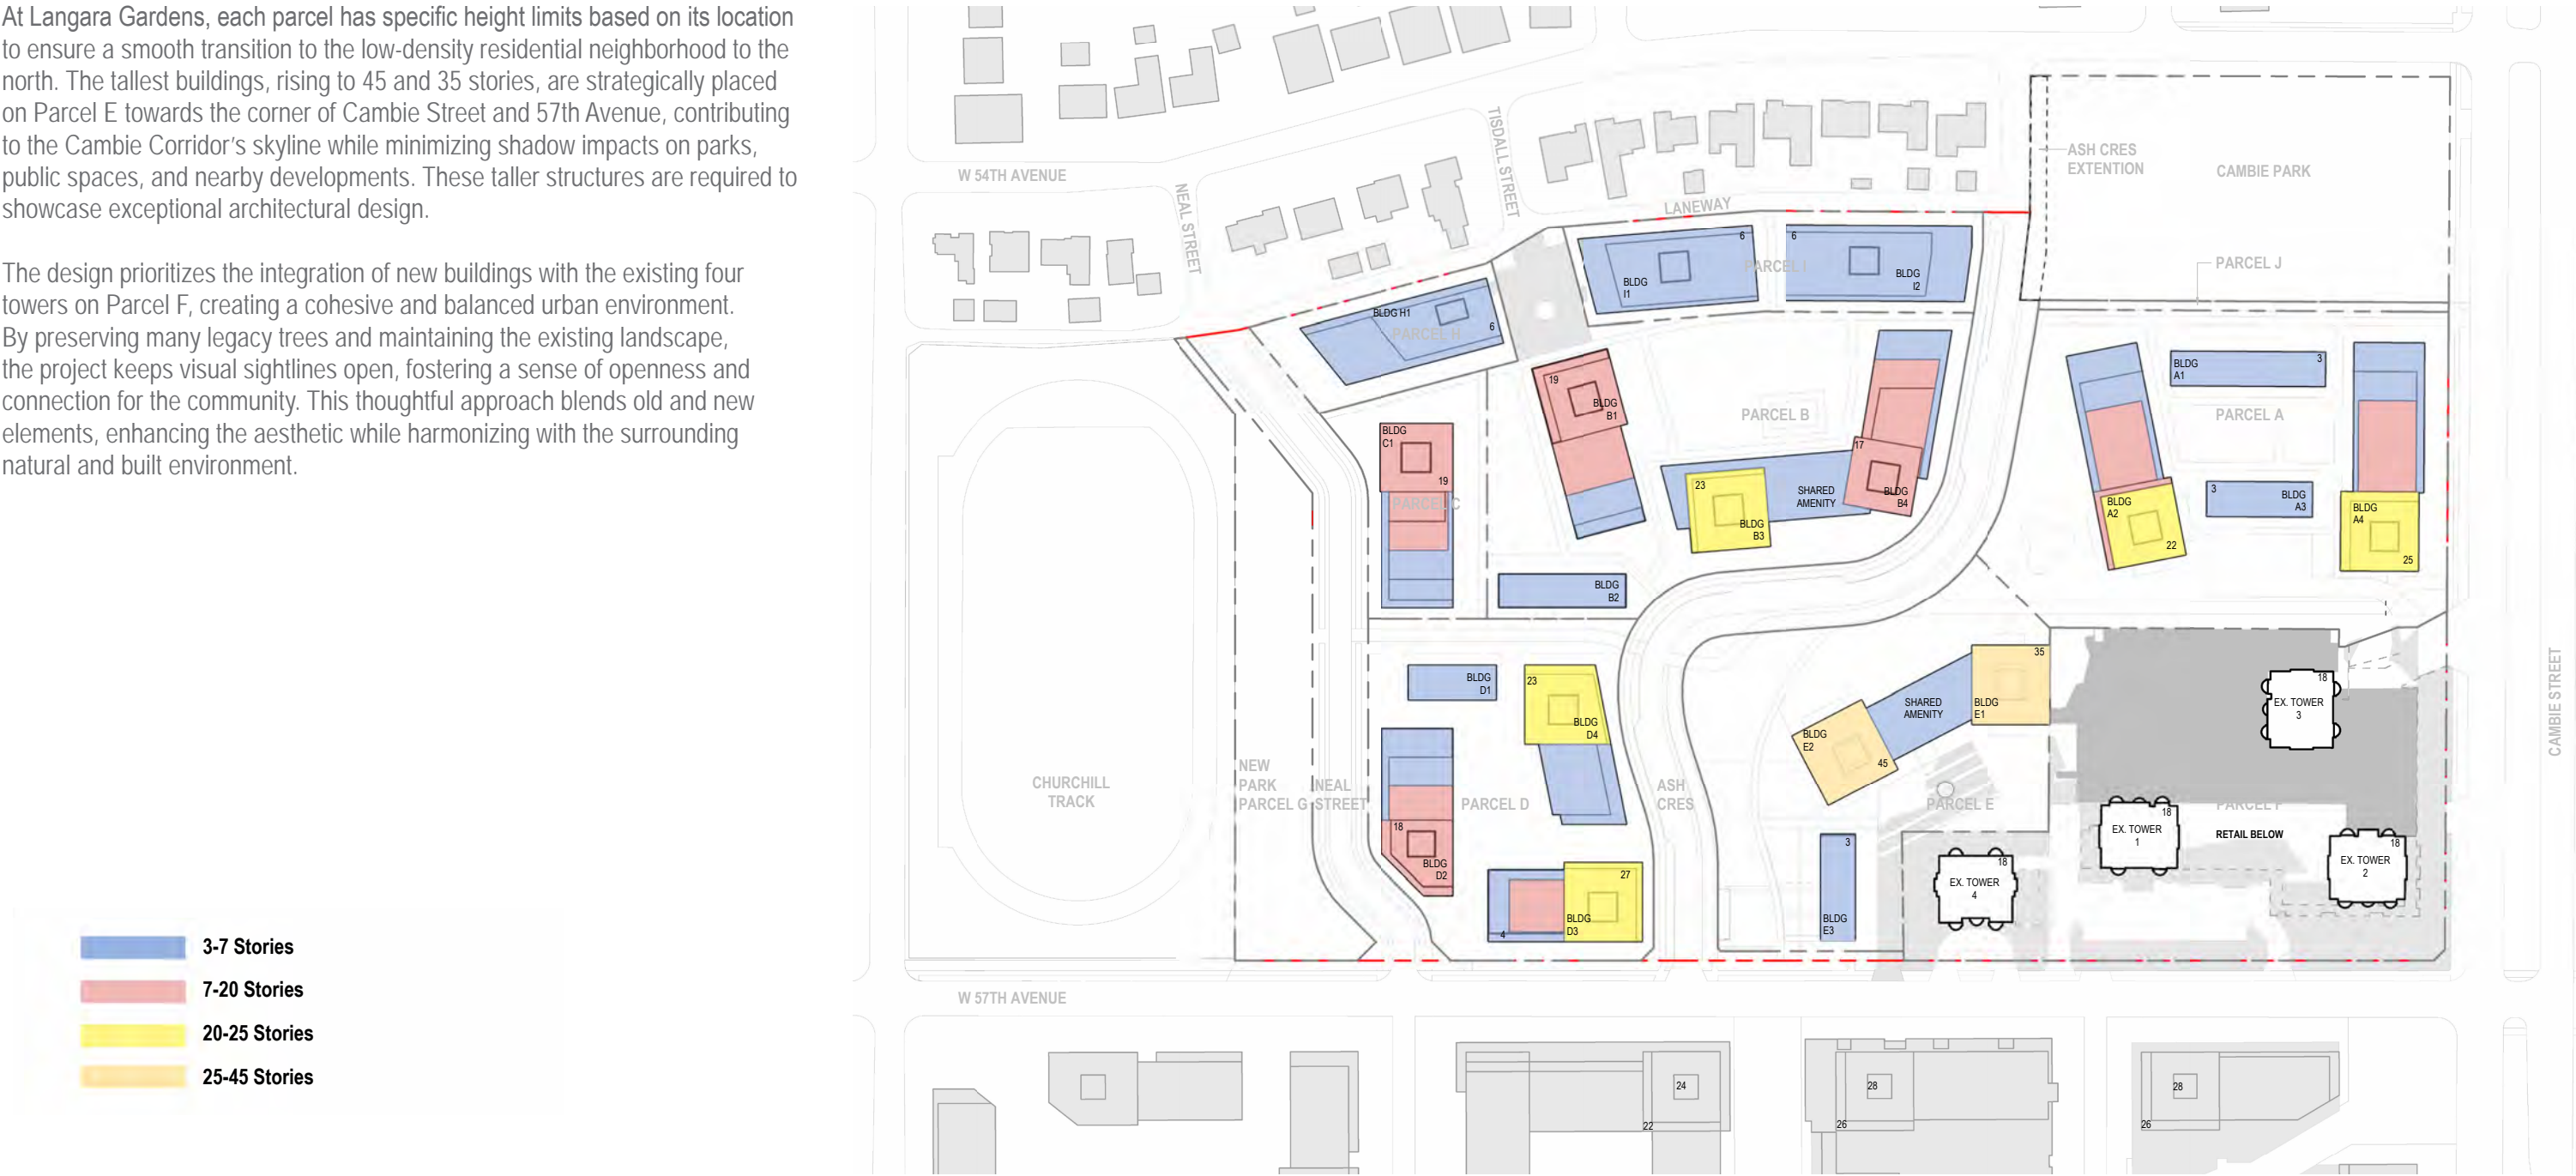 At Langara Gardens, each parcel has specific height limits based on its location
to ensure a smooth transition to the low-density residential neighborhood to the
north. The tallest buildings, rising to 45 and 35 stories, are strategically placed
on Parcel E towards the corner of Cambie Street and 57th Avenue, contributing
to the Cambie Corridor's skyline while minimizing shadow impacts on parks,
public spaces, and nearby developments. These taller structures are required to
showcase exceptional architectural design.
The design prioritizes the integration of new buildings with the existing four
towers on Parcel F, creating a cohesive and balanced urban environment.
By preserving many legacy trees and maintaining the existing landscape,
the project keeps visual sightlines open, fostering a sense of openness and
connection for the community. This thoughtful approach blends old and new
elements, enhancing the aesthetic while harmonizing with the surrounding
natural and built environment.
3-7 Stories
7-20 Stories
20-25 Stories
25-45 Stories
W 54TH AVENUE
NEAL STREET
TISDALL STREET
LANEWAY
ASH CRES
EXTENTION
CAMBIE PARK
PARCEL J
6
BLDG
I1
PARCEL I
6
BLDG
I2
BLDG H1
PARCEL H
6
BLDG
C1
19
PARCEL C
19
BLDG
B1
PARCEL B
17
BLDG
B4
SHARED
AMENITY
23
BLDG
B3
BLDG
B2
BLDG
A1
3
PARCEL A
BLDG
A2
22
3
BLDG
A3
BLDG
A4
25
CHURCHILL
TRACK
NEW
PARK
PARCEL G
NEAL
STREET
BLDG
D1
23
BLDG
D4
PARCEL D
18
BLDG
D2
27
BLDG
D3
4
ASH
CRES
35
BLDG
E1
SHARED
AMENITY
BLDG
E2
45
PARCEL E
3
BLDG
E3
18
EX. TOWER
3
18
EX. TOWER
1
PARCEL F
RETAIL BELOW
18
EX. TOWER
2
18
EX. TOWER
4
CAMBIE STREET
W 57TH AVENUE
24
22
28
26
28
26